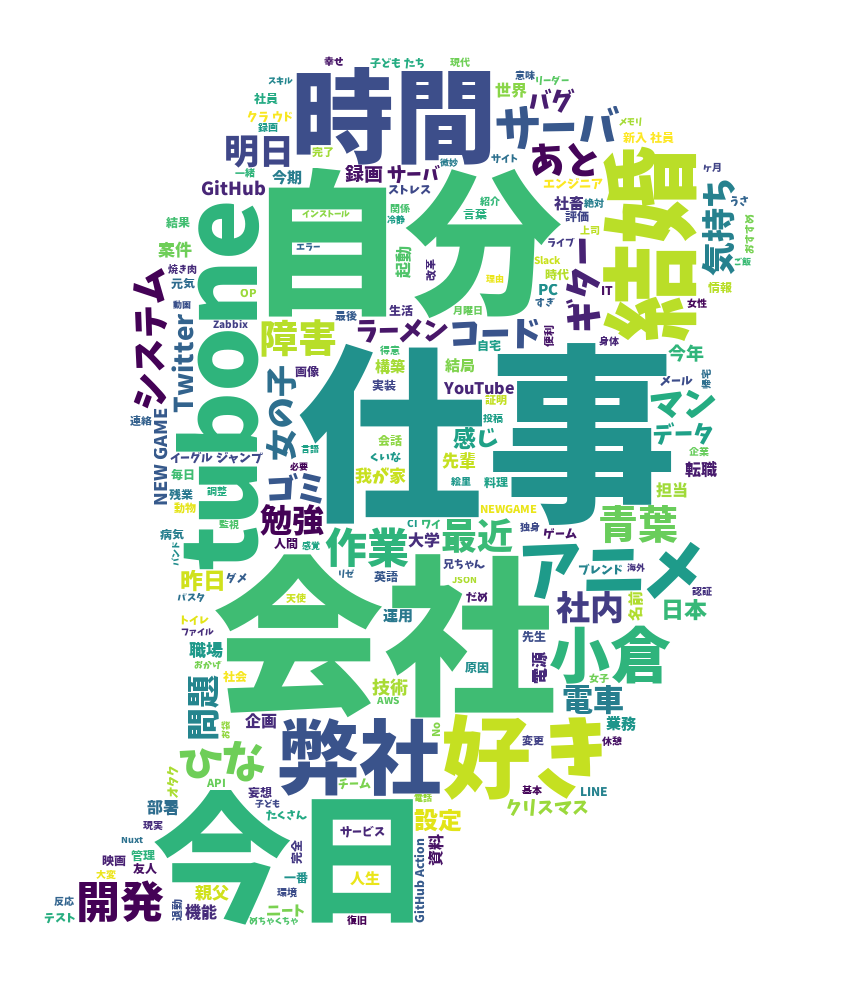 幸せ
子ども たち
現代
スキル
時間
意味
リーダー
世界
バグ
社員
クラ ウド
録画
サーバ
メモリ
新入 社員
明日
完了
あと
結婚
一緒
今期
録画 サーバ
微妙
サイト
ヶ月
GitHub
ストレス
エンジニア
気持ち
うさ
自分
インストール
関係
冷静
紹介
言葉
社畜
絶対
評価
上司
おすすめ
結果
tubone
案件
エラー
起動
改革
ライブ
ギター
ご飯
焼き肉
元気
Slack
時代
IT
システム
理由
PC
情報
OP
動画
すぎ
女性
最後
生活
月曜日
Zabbix
Twitter
障害
ラーメン
コード
便利
自宅
身体
得意
今年
女の子
画像
構築
結局
仕事
実装
YouTube
証明
メール
マン
NEW GAME
連絡
投稿
感じ
データ
会話
言語
イーグル ジャンプ
くいな
先輩
企業
必要
毎日
ゴミ
我が家
絵里
料理
転職
残業
調整
担当
動物
勉強
NEWGAME
青葉
監視
CI ワイ
独身
病気
作業
大学
最近
ゲーム
人間
感覚
バンド
アニメ
兄ちゃん
ブレンド
海外
昨日
ダメ
リゼ
英語
JSON
認証
パスタ
天使
だめ
社内
名前
日本
トイレ
会社
運用
ファイル
先生
小倉
職場
おかげ
原因
電源
社会
女子
問題
技術
AWS
電車
企画
業務
弊社
好き
No
変更
休憩
ひな
オタク
API
チーム
妄想
基本
LINE
子ども
電話
クリスマス
部署
今日
たくさん
設定
現実
サービス
Nuxt
管理
完全
資料
映画
友人
大変
一番
人生
GitHub Action
開発
親父
環境
反応
退勤
機能
ニート
テスト
めちゃくちゃ
復旧